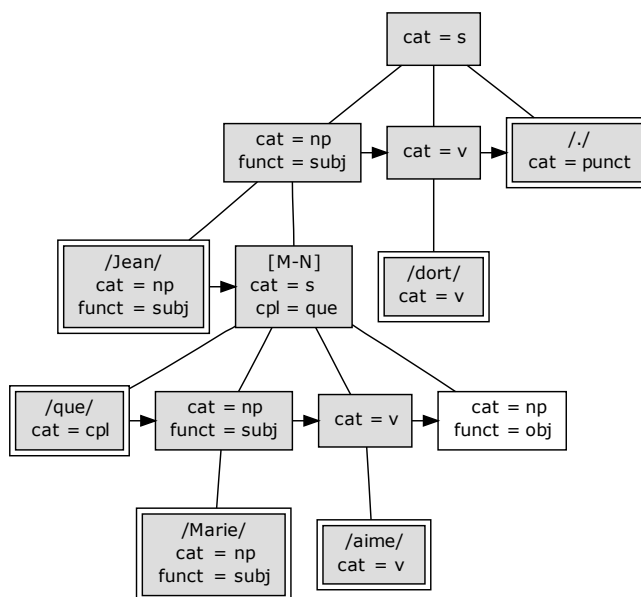 cat = s
cat = np
funct = subj
cat = v
/./
cat = punct
/Jean/
cat = np
funct = subj
[M-N]
cat = s
cpl = que
/dort/
cat = v
/que/
cat = cpl
cat = np
funct = subj
cat = v
cat = np
funct = obj
/Marie/
cat = np
funct = subj
/aime/
cat = v